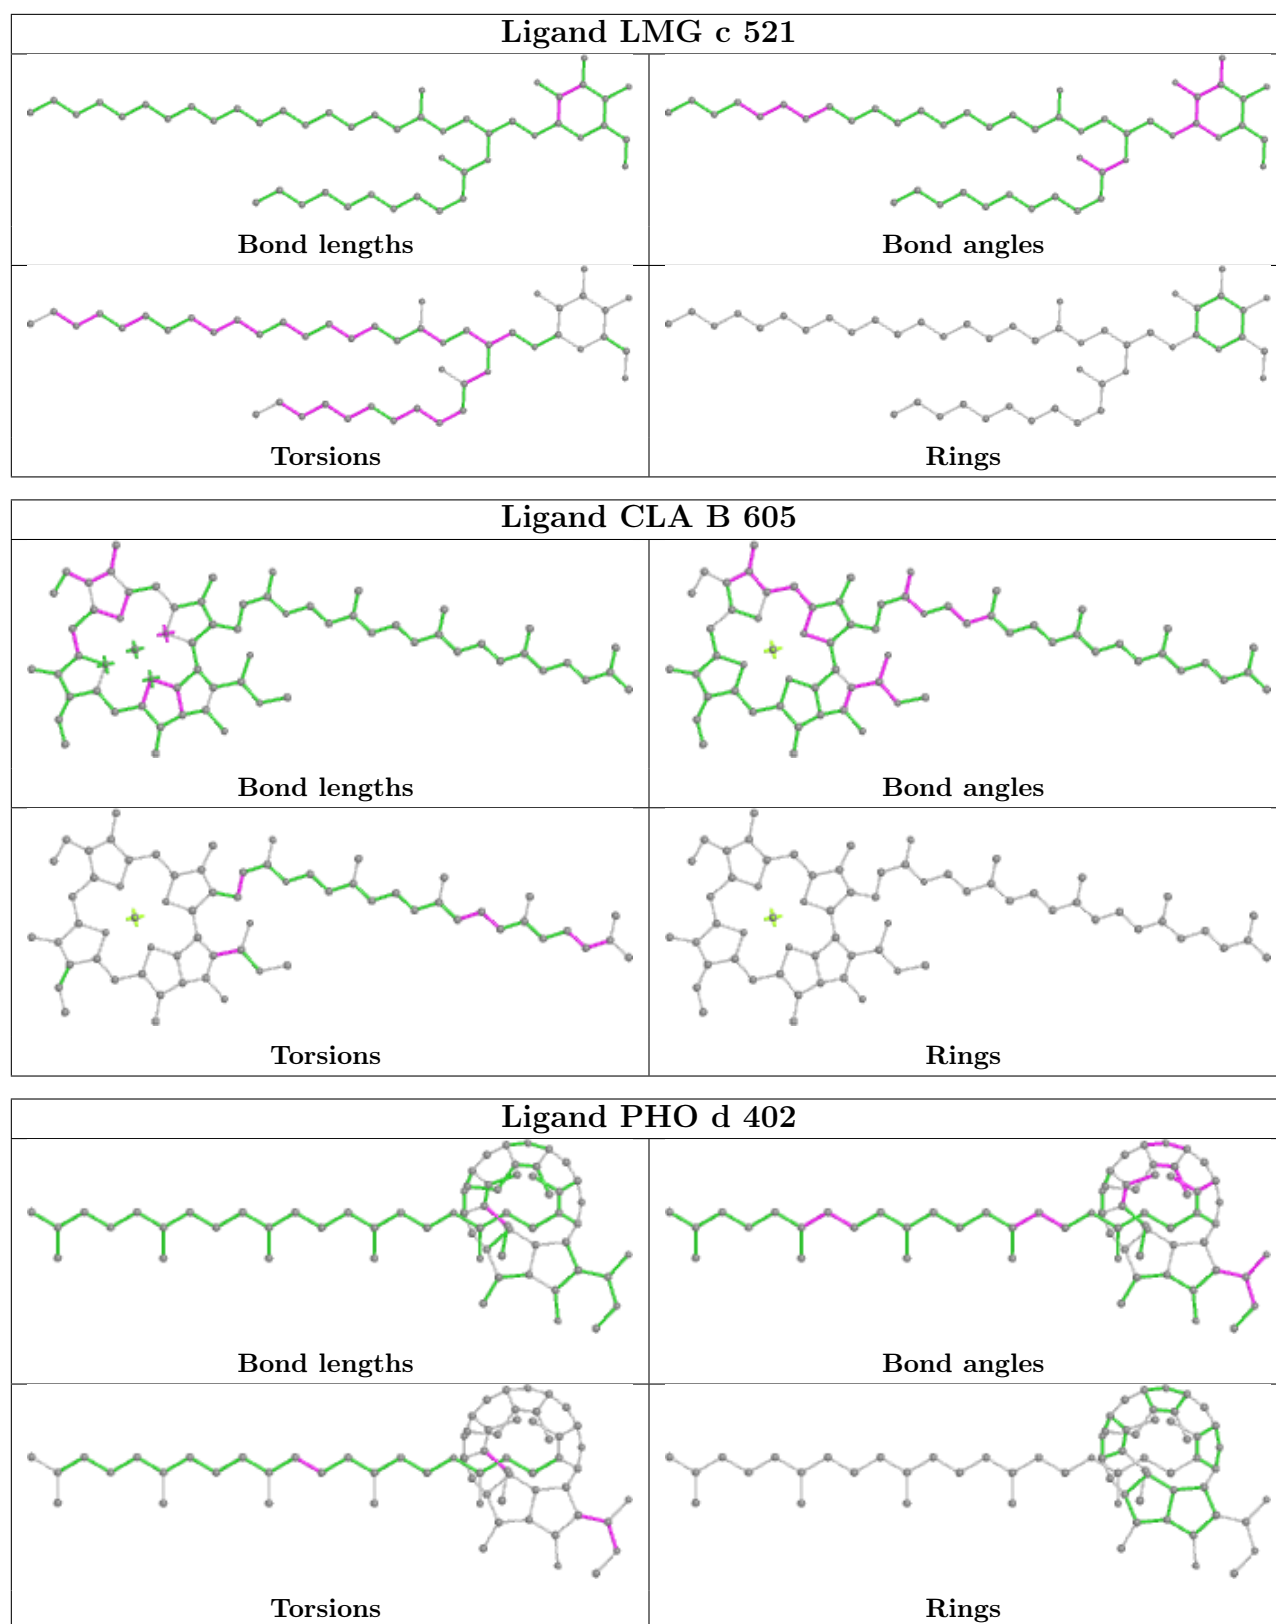 Ligand LMG c 521
Bond lengths
Bond angles
Torsions
Rings
Ligand CLA B 605
Bond lengths
Bond angles
Torsions
Rings
Ligand PHO d 402
Bond lengths
Bond angles
Torsions
Rings